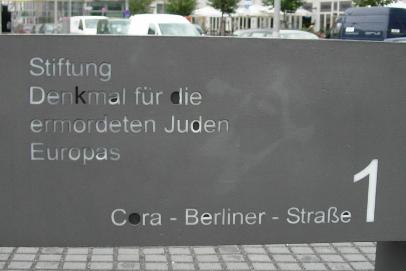 Stiftung
Denkmal für die
ermordeten Juden
Europas
Cora - Berliner - Straße 1